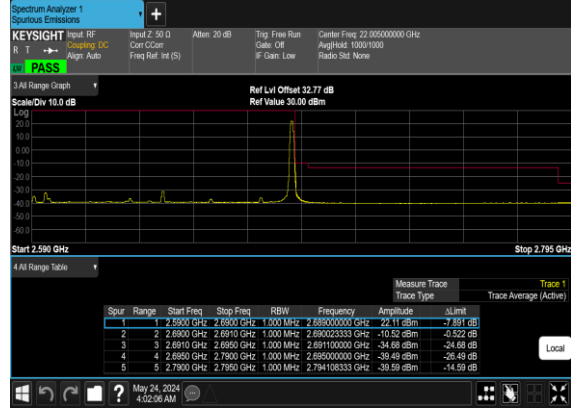 Spectrum Analyzer 1
Spurious Emissions
KEYSIGHT Input: RF Input Z: 50 Ω Atten: 20 dB Trig: Free Run Center Freq: 22.005000000 GHz
R T Coupling: DC Corr CCorr Gate: Off Avg|Hold: 1000/1000
Align: Auto Freq Ref: Int (S) IF Gain: Low Radio Std: None
PASS
3 All Range Graph
Ref Lvl Offset 32.77 dB
Scale/Div 10.0 dB Ref Value 30.00 dBm
Log
20.0
10.0
0.00
-10.0
-20.0
-30.0
-40.0
-50.0
-60.0
Start 2.590 GHz Stop 2.795 GHz
4 All Range Table
Measure Trace Trace 1
Trace Type Trace Average (Active)
Spur Range Start Freq Stop Freq RBW Frequency Amplitude ΔLimit
1 1 2.5900 GHz 2.6900 GHz 1.000 MHz 2.689000000 GHz 22.11 dBm -7.891 dB
2 2 2.6900 GHz 2.6910 GHz 1.000 MHz 2.690023333 GHz -10.52 dBm -0.522 dB
3 3 2.6910 GHz 2.6950 GHz 1.000 MHz 2.691100000 GHz -34.68 dBm -24.68 dB
4 4 2.6950 GHz 2.7900 GHz 1.000 MHz 2.695000000 GHz -39.49 dBm -26.49 dB
5 5 2.7900 GHz 2.7950 GHz 1.000 MHz 2.794108333 GHz -39.59 dBm -14.59 dB
Local
May 24, 2024
4:02:06 AM